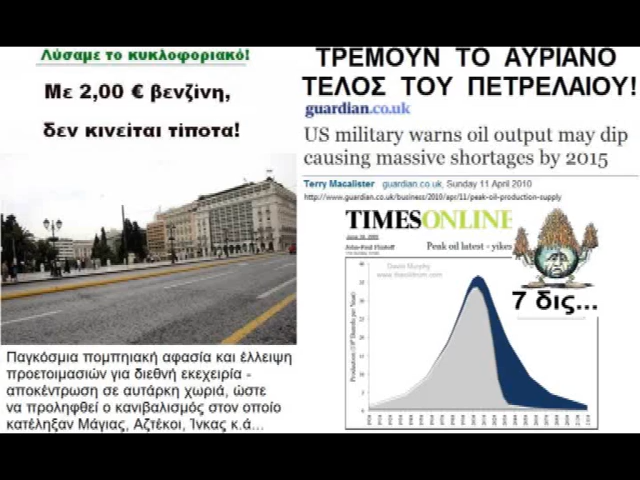 Λύσαμε το κυκλοφοριακό!
Με 2,00 € βενζίνη,
δεν κινείται τίποτα!
Παγκόσμια πομπηιακή αφασία και έλλειψη
προετοιμασιών για διεθνή εκεχειρία -
αποκέντρωση σε αυτάρκη χωριά, ώστε
να προληφθεί ο κανιβαλισμός στον οποίο
κατέληξαν Μάγιας, Αζτέκοι, Ίνκας κ.ά...
ΤΡΕΜΟΥΝ ΤΟ ΑΥΡΙΑΝΟ
ΤΕΛΟΣ ΤΟΥ ΠΕΤΡΕΛΑΙΟΥ!
guardian.co.uk
US military warns oil output may dip
causing massive shortages by 2015
Terry Macalister guardian.co.uk, Sunday 11 April 2010
http://www.guardian.co.uk/business/2010/apr/11/peak-oil-production-supply
TIMESONLINE
Peak oil latest - yikes
David Murphy
7 δις...